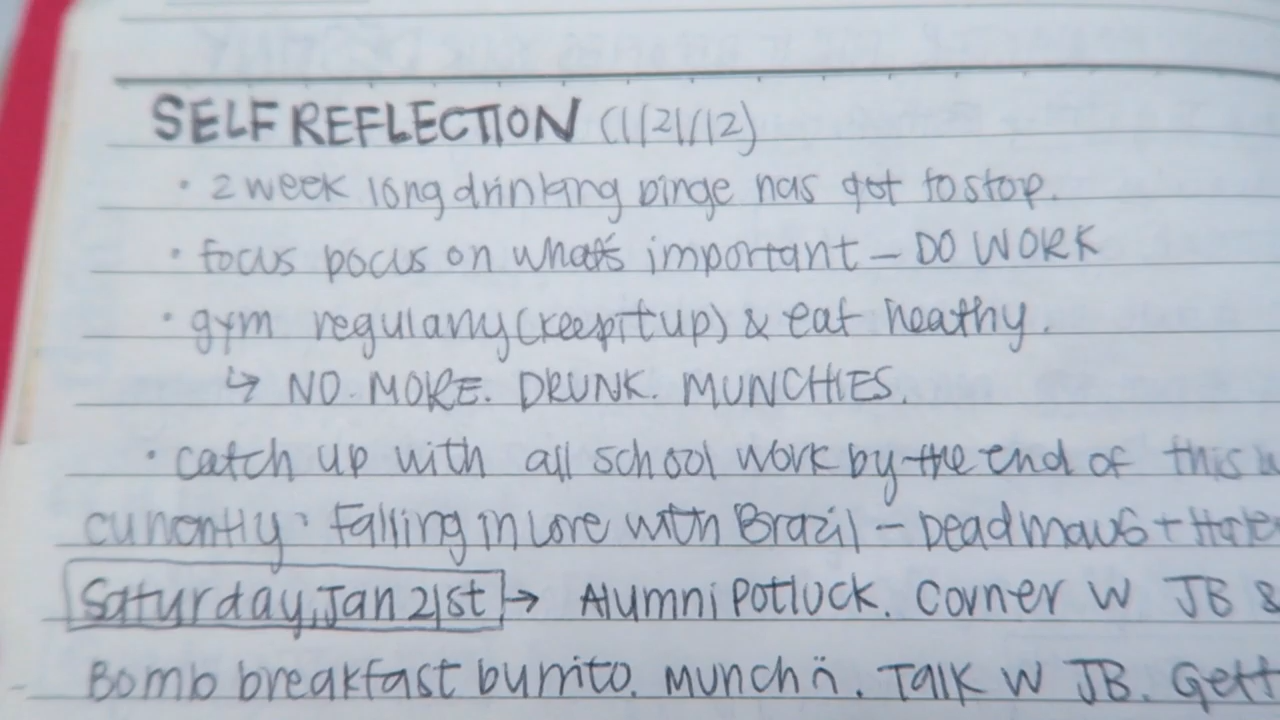 SELF REFLECTION (1/21/12)
· 2 week long drinking binge has got to stop.
· focus pocus on what's important – DO WORK
· gym regularly (keep it up) & eat heathy.
↳ NO. MORE. DRUNK. MUNCHIES.
· catch up with all school work by the end of this
currently: Falling in Love with Brazil – Deadmau5 +
Saturday, Jan 21st → Alumni Potluck. Corner w JB &
Bomb breakfast burrito. Munchn. Talk w JB.